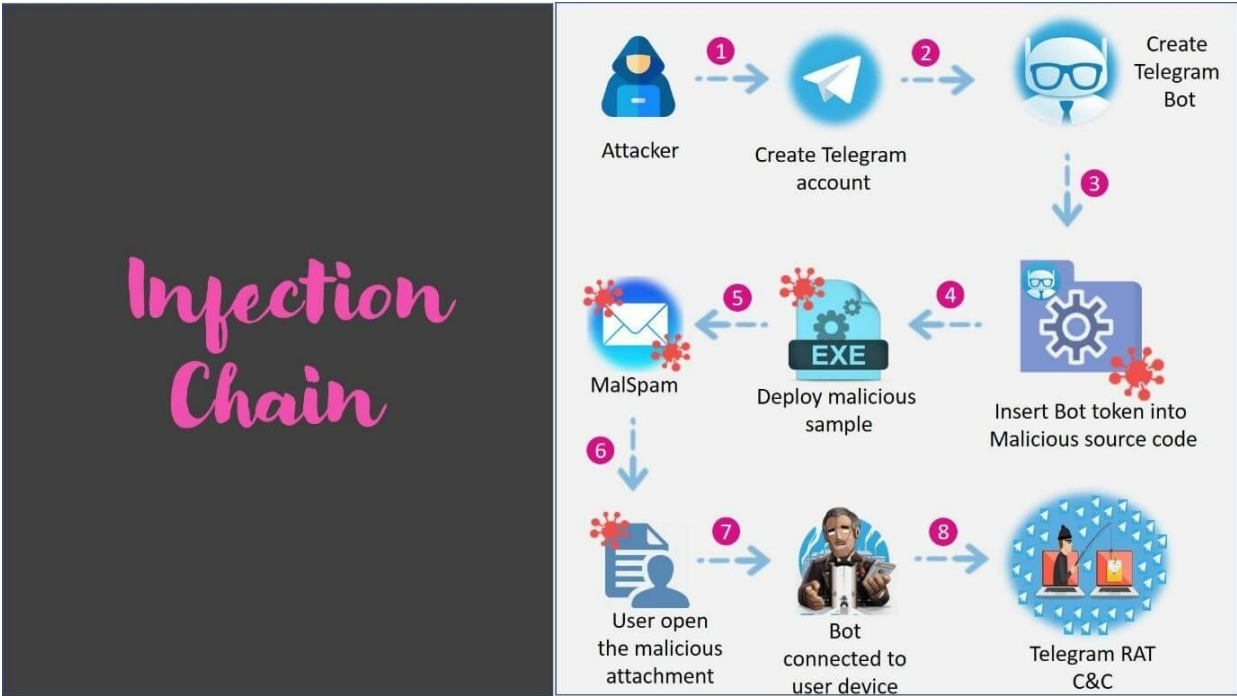 Infection
Chain
1
2
Create
Telegram
Bot
Attacker
Create Telegram
account
3
4
5
EXE
MalSpam
Deploy malicious
sample
Insert Bot token into
Malicious source code
6
7
8
User open
the malicious
attachment
Bot
connected to
user device
Telegram RAT
C&C